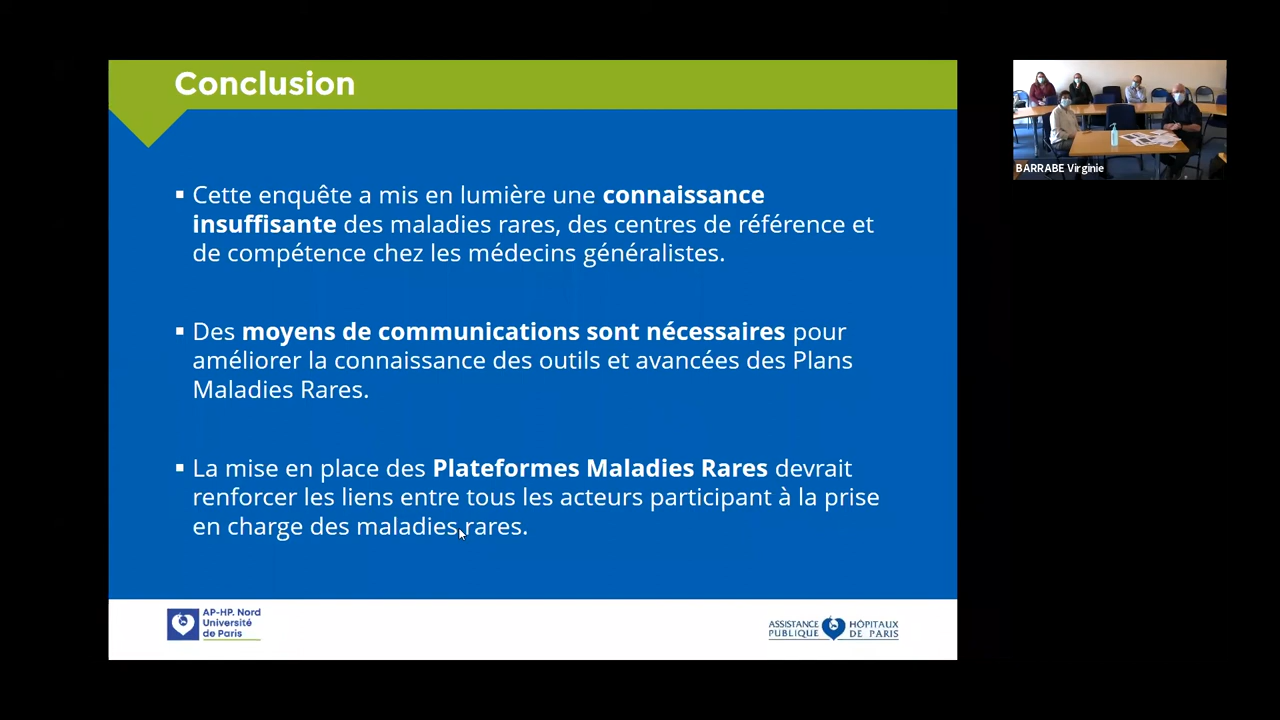 Conclusion
▪ Cette enquête a mis en lumière une connaissance
insuffisante des maladies rares, des centres de référence et
de compétence chez les médecins généralistes.
▪ Des moyens de communications sont nécessaires pour
améliorer la connaissance des outils et avancées des Plans
Maladies Rares.
▪ La mise en place des Plateformes Maladies Rares devrait
renforcer les liens entre tous les acteurs participant à la prise
en charge des maladies rares.
AP-HP. Nord
Université
de Paris
ASSISTANCE HÔPITAUX
PUBLIQUE DE PARIS
BARRABE Virginie